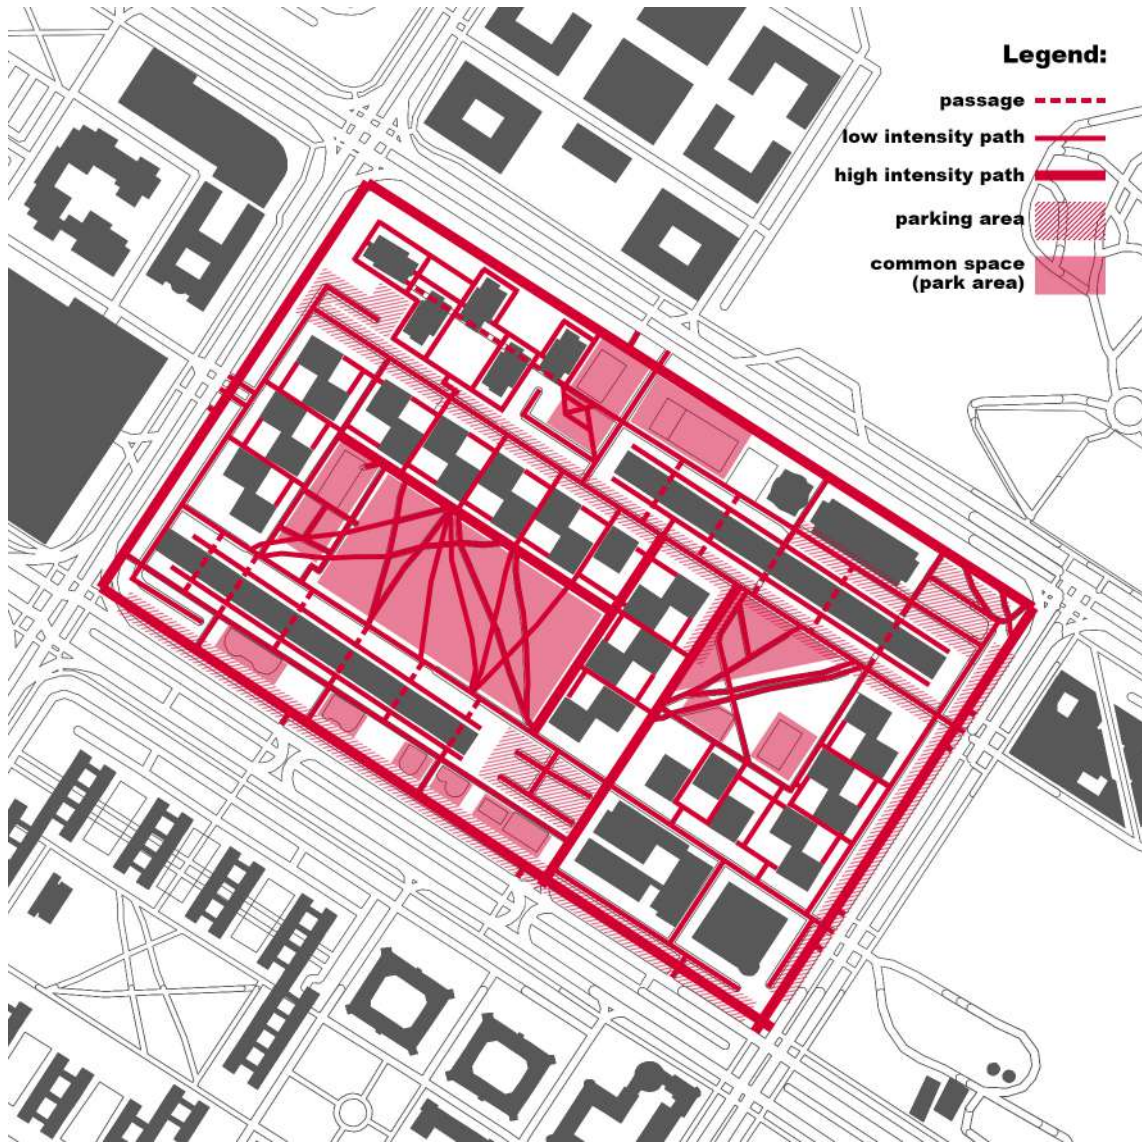 Legend:
passage
low intensity path
high intensity path
parking area
common space
(park area)